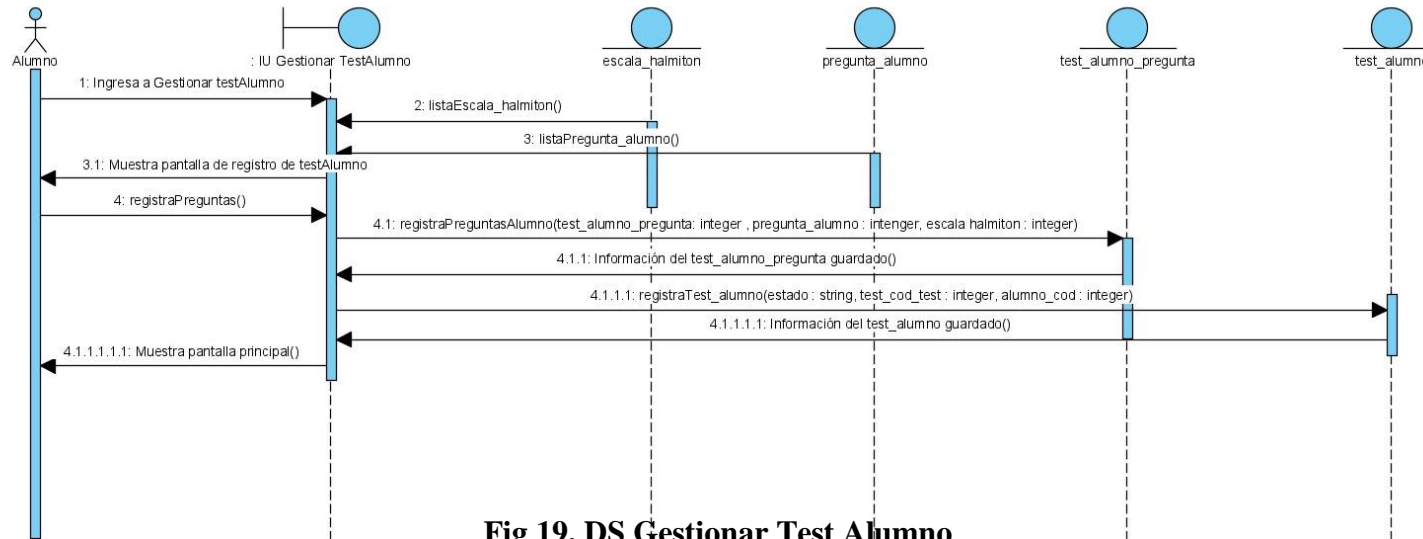 Alumno
: IU Gestionar TestAlumno
escala_halmiton
pregunta_alumno
test_alumno_pregunta
test_alumno
1: Ingresa a Gestionar testAlumno
2: listaEscala_halmiton()
3: listaPregunta_alumno()
3.1: Muestra pantalla de registro de testAlumno
4: registraPreguntas()
4.1: registraPreguntasAlumno(test_alumno_pregunta: integer , pregunta_alumno : intenger, escala halmiton : integer)
4.1.1: Información del test_alumno_pregunta guardado()
4.1.1.1: registraTest_alumno(estado : string, test_cod_test : integer, alumno_cod : integer)
4.1.1.1.1: Información del test_alumno guardado()
4.1.1.1.1.1: Muestra pantalla principal()
Fig 19. DS Gestionar Test Alumno